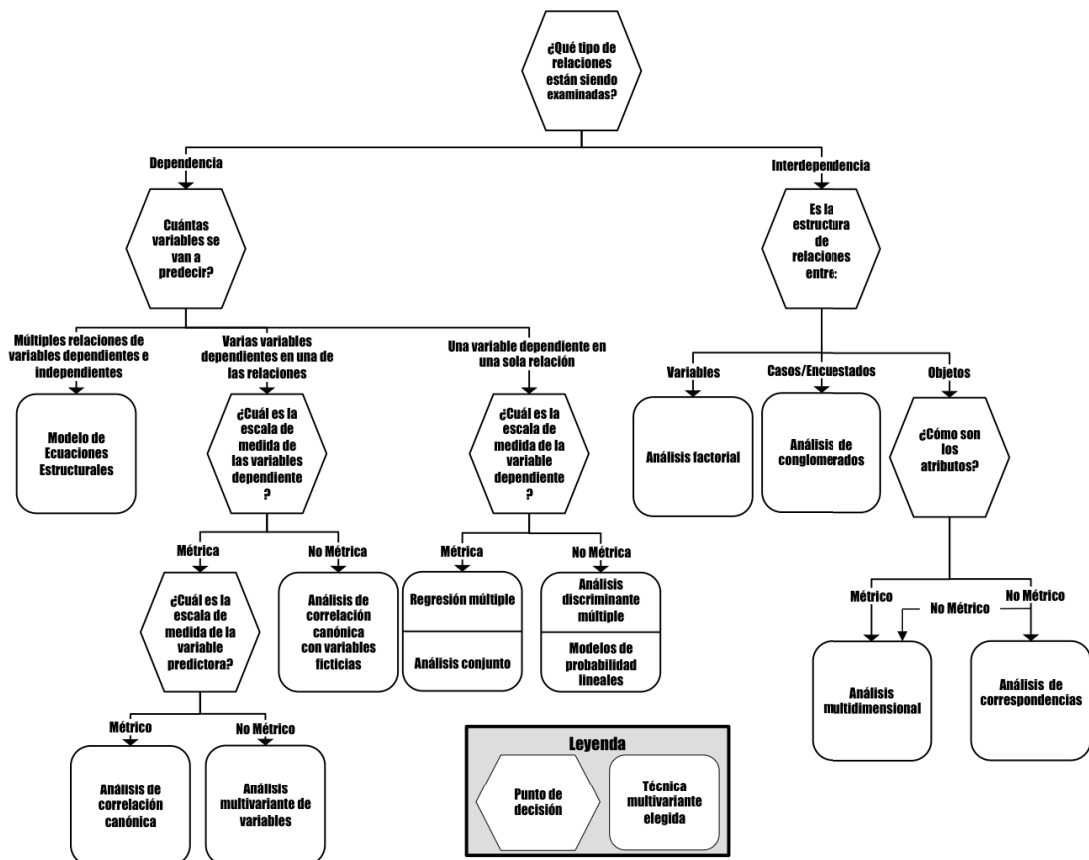 ¿Qué tipo de
relaciones
están siendo
examinadas?
Dependencia
Interdependencia
Cuántas
variables se
van a
predecir?
Es la
estructura
de
relaciones
entre:
Múltiples relaciones de
variables dependientes e
independientes
Varias variables
dependientes en una de
las relaciones
Una variable dependiente en
una sola relación
Variables
Casos/Encuestados
Objetos
Modelo de
Ecuaciones
Estructurales
¿Cuál es la
escala de
medida de
las variables
dependiente
?
¿Cuál es la
escala de
medida de la
variable
dependiente
?
Análisis factorial
Análisis de
conglomerados
¿Cómo son
los
atributos?
Métrica
No Métrica
Métrica
No Métrica
Métrico
No Métrico
No Métrico
¿Cuál es la
escala de
medida de la
variable
predictora?
Análisis de
correlación
canónica
con variables
ficticias
Regresión múltiple
Análisis conjunto
Análisis
discriminante
múltiple
Modelos de
probabilidad
lineales
Análisis
multidimensional
Análisis de
correspondencias
Métrico
No Métrico
Análisis de
correlación
canónica
Análisis
multivariante de
variables
Leyenda
Punto de
decisión
Técnica
multivariante
elegida